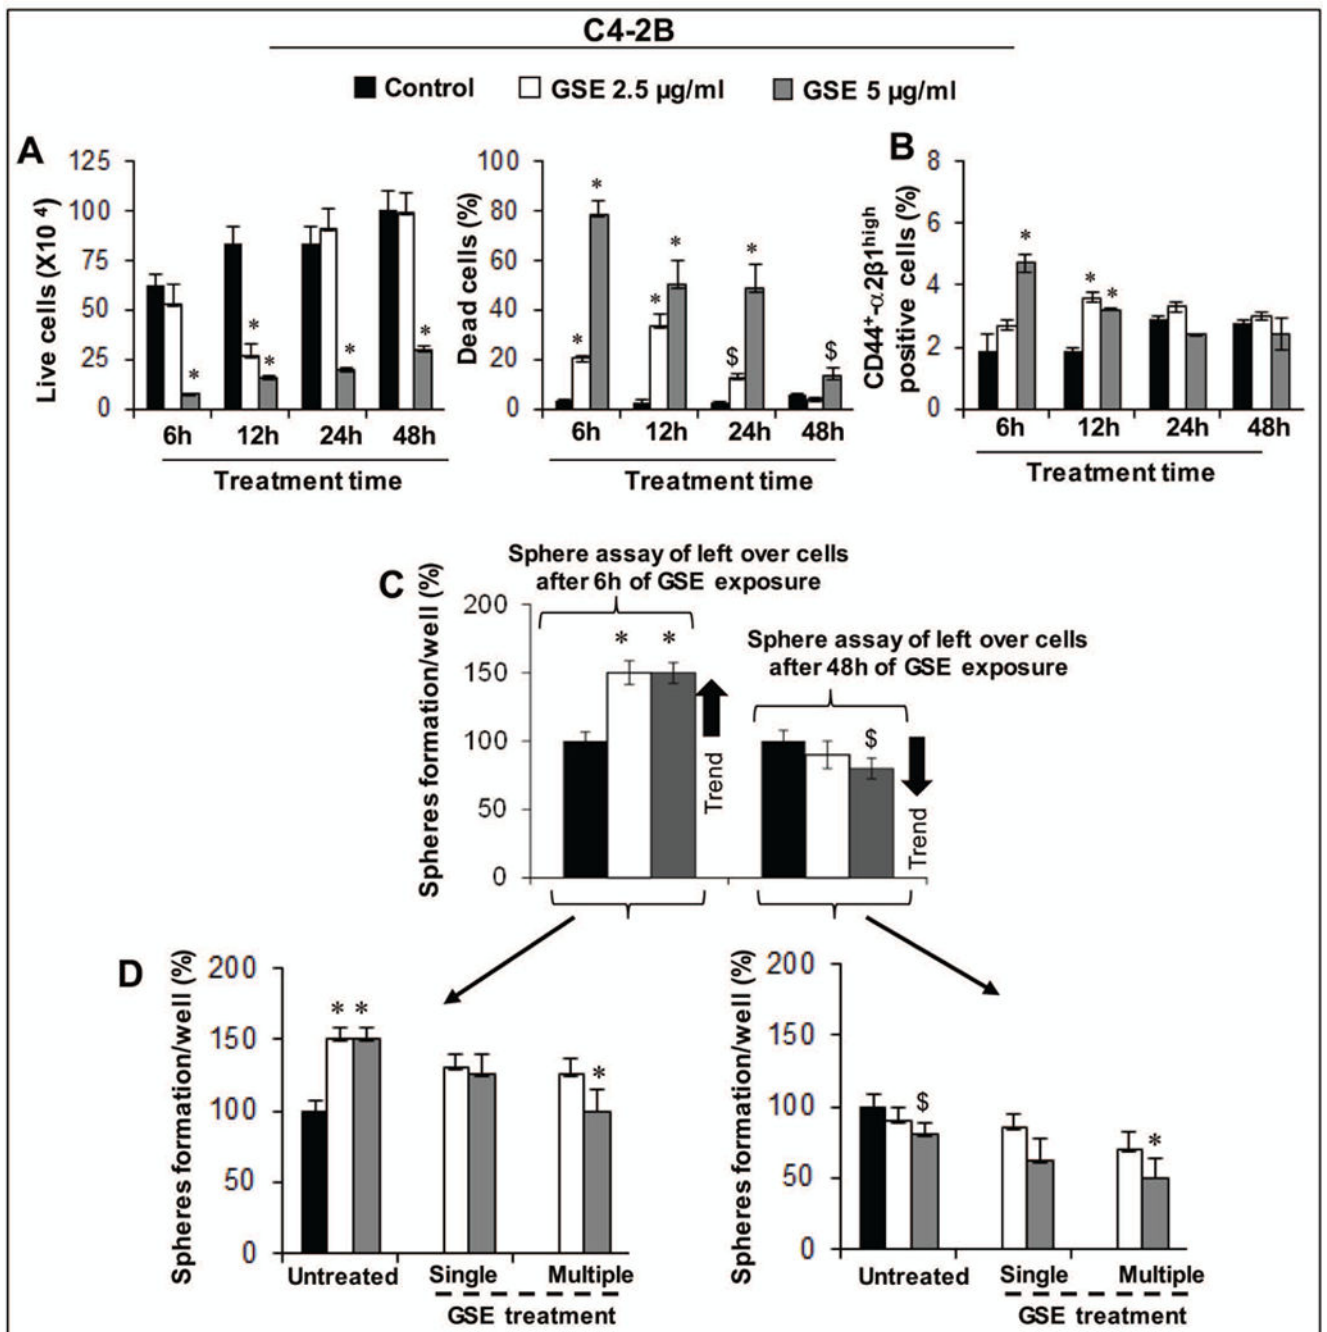 C4-2B
Control GSE 2.5 µg/ml GSE 5 µg/ml
A
Live cells (X10 4)
125
100
75
50
25
0
* * * * *
6h 12h 24h 48h
Treatment time
Dead cells (%)
100
80
60
40
20
0
* * * * $ * $
6h 12h 24h 48h
Treatment time
B
CD44+-α2β1high
positive cells (%)
8
6
4
2
0
* * *
6h 12h 24h 48h
Treatment time
C
Sphere assay of left over cells
after 6h of GSE exposure
Spheres formation/well (%)
200
150
100
50
0
* *
Trend
Sphere assay of left over cells
after 48h of GSE exposure
$
Trend
D
Spheres formation/well (%)
200
150
100
50
0
* * *
Untreated Single Multiple
GSE treatment
Spheres formation/well (%)
200
150
100
50
0
$ *
Untreated Single Multiple
GSE treatment